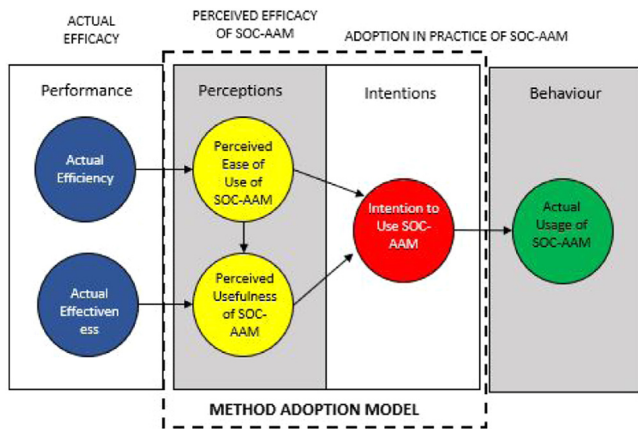 ACTUAL
EFFICACY
PERCEIVED EFFICACY
OF SOC-AAM
ADOPTION IN PRACTICE OF SOC-AAM
Performance
Perceptions
Intentions
Behaviour
Actual
Efficiency
Perceived
Ease of
Use of
SOC-AAM
Intention to
Use SOC-
AAM
Actual
Usage of
SOC-AAM
Actual
Effectiven
ess
Perceived
Usefulness
of SOC-
AAM
METHOD ADOPTION MODEL